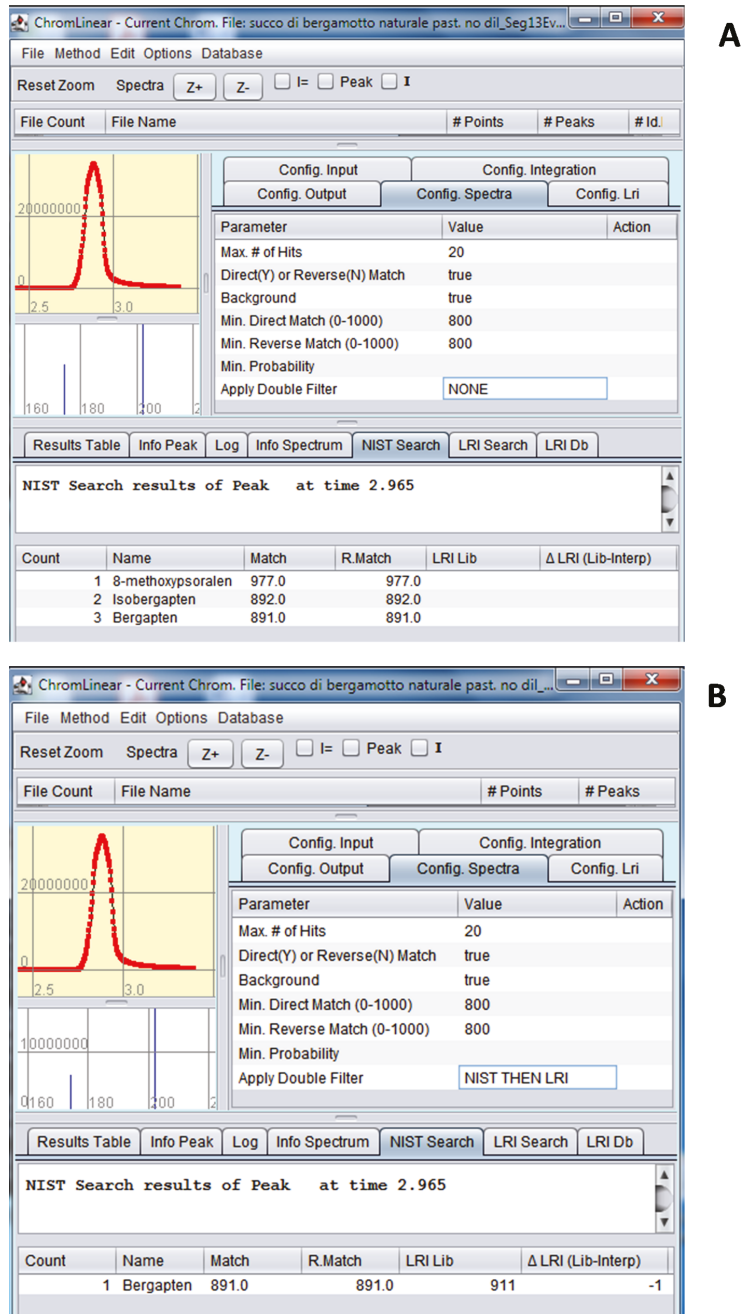 A
ChromLinear - Current Chrom. File: succo di bergamotto naturale past. no dil_Seg13Ev...
File Method Edit Options Database
Reset Zoom Spectra Z+ Z- I= Peak I
File Count File Name # Points # Peaks # Id.
Config. Input Config. Integration
Config. Output Config. Spectra Config. Lri
20000000
0
2.5 3.0
Parameter Value Action
Max. # of Hits 20
Direct(Y) or Reverse(N) Match true
Background true
Min. Direct Match (0-1000) 800
Min. Reverse Match (0-1000) 800
Min. Probability
Apply Double Filter NONE
160 180 200 2
Results Table Info Peak Log Info Spectrum NIST Search LRI Search LRI Db
NIST Search results of Peak at time 2.965
Count Name Match R.Match LRI Lib Δ LRI (Lib-Interp)
1 8-methoxypsoralen 977.0 977.0
2 Isobergapten 892.0 892.0
3 Bergapten 891.0 891.0
B
ChromLinear - Current Chrom. File: succo di bergamotto naturale past. no dil_...
File Method Edit Options Database
Reset Zoom Spectra Z+ Z- I= Peak I
File Count File Name # Points # Peaks
Config. Input Config. Integration
Config. Output Config. Spectra Config. Lri
20000000
0
2.5 3.0
Parameter Value Action
Max. # of Hits 20
Direct(Y) or Reverse(N) Match true
Background true
Min. Direct Match (0-1000) 800
Min. Reverse Match (0-1000) 800
Min. Probability
Apply Double Filter NIST THEN LRI
10000000
0 160 180 200 2
Results Table Info Peak Log Info Spectrum NIST Search LRI Search LRI Db
NIST Search results of Peak at time 2.965
Count Name Match R.Match LRI Lib Δ LRI (Lib-Interp)
1 Bergapten 891.0 891.0 911 -1